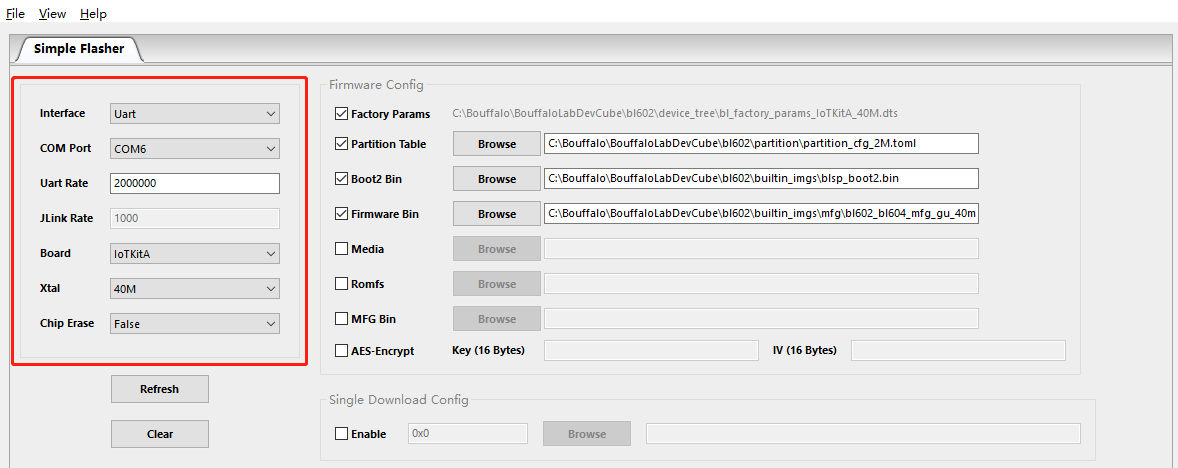 File View Help
Simple Flasher
Interface Uart
COM Port COM6
Uart Rate 2000000
JLink Rate 1000
Board IoTKitA
Xtal 40M
Chip Erase False
Refresh
Clear
Firmware Config
Factory Params C:\Bouffalo\BouffaloLabDevCube\bl602\device_tree\bl_factory_params_IoTKitA_40M.dts
Partition Table Browse C:\Bouffalo\BouffaloLabDevCube\bl602\partition\partition_cfg_2M.toml
Boot2 Bin Browse C:\Bouffalo\BouffaloLabDevCube\bl602\builtin_imgs\blsp_boot2.bin
Firmware Bin Browse C:\Bouffalo\BouffaloLabDevCube\bl602\builtin_imgs\mfg\bl602_bl604_mfg_gu_40m
Media Browse
Romfs Browse
MFG Bin Browse
AES-Encrypt Key (16 Bytes) IV (16 Bytes)
Single Download Config
Enable 0x0 Browse